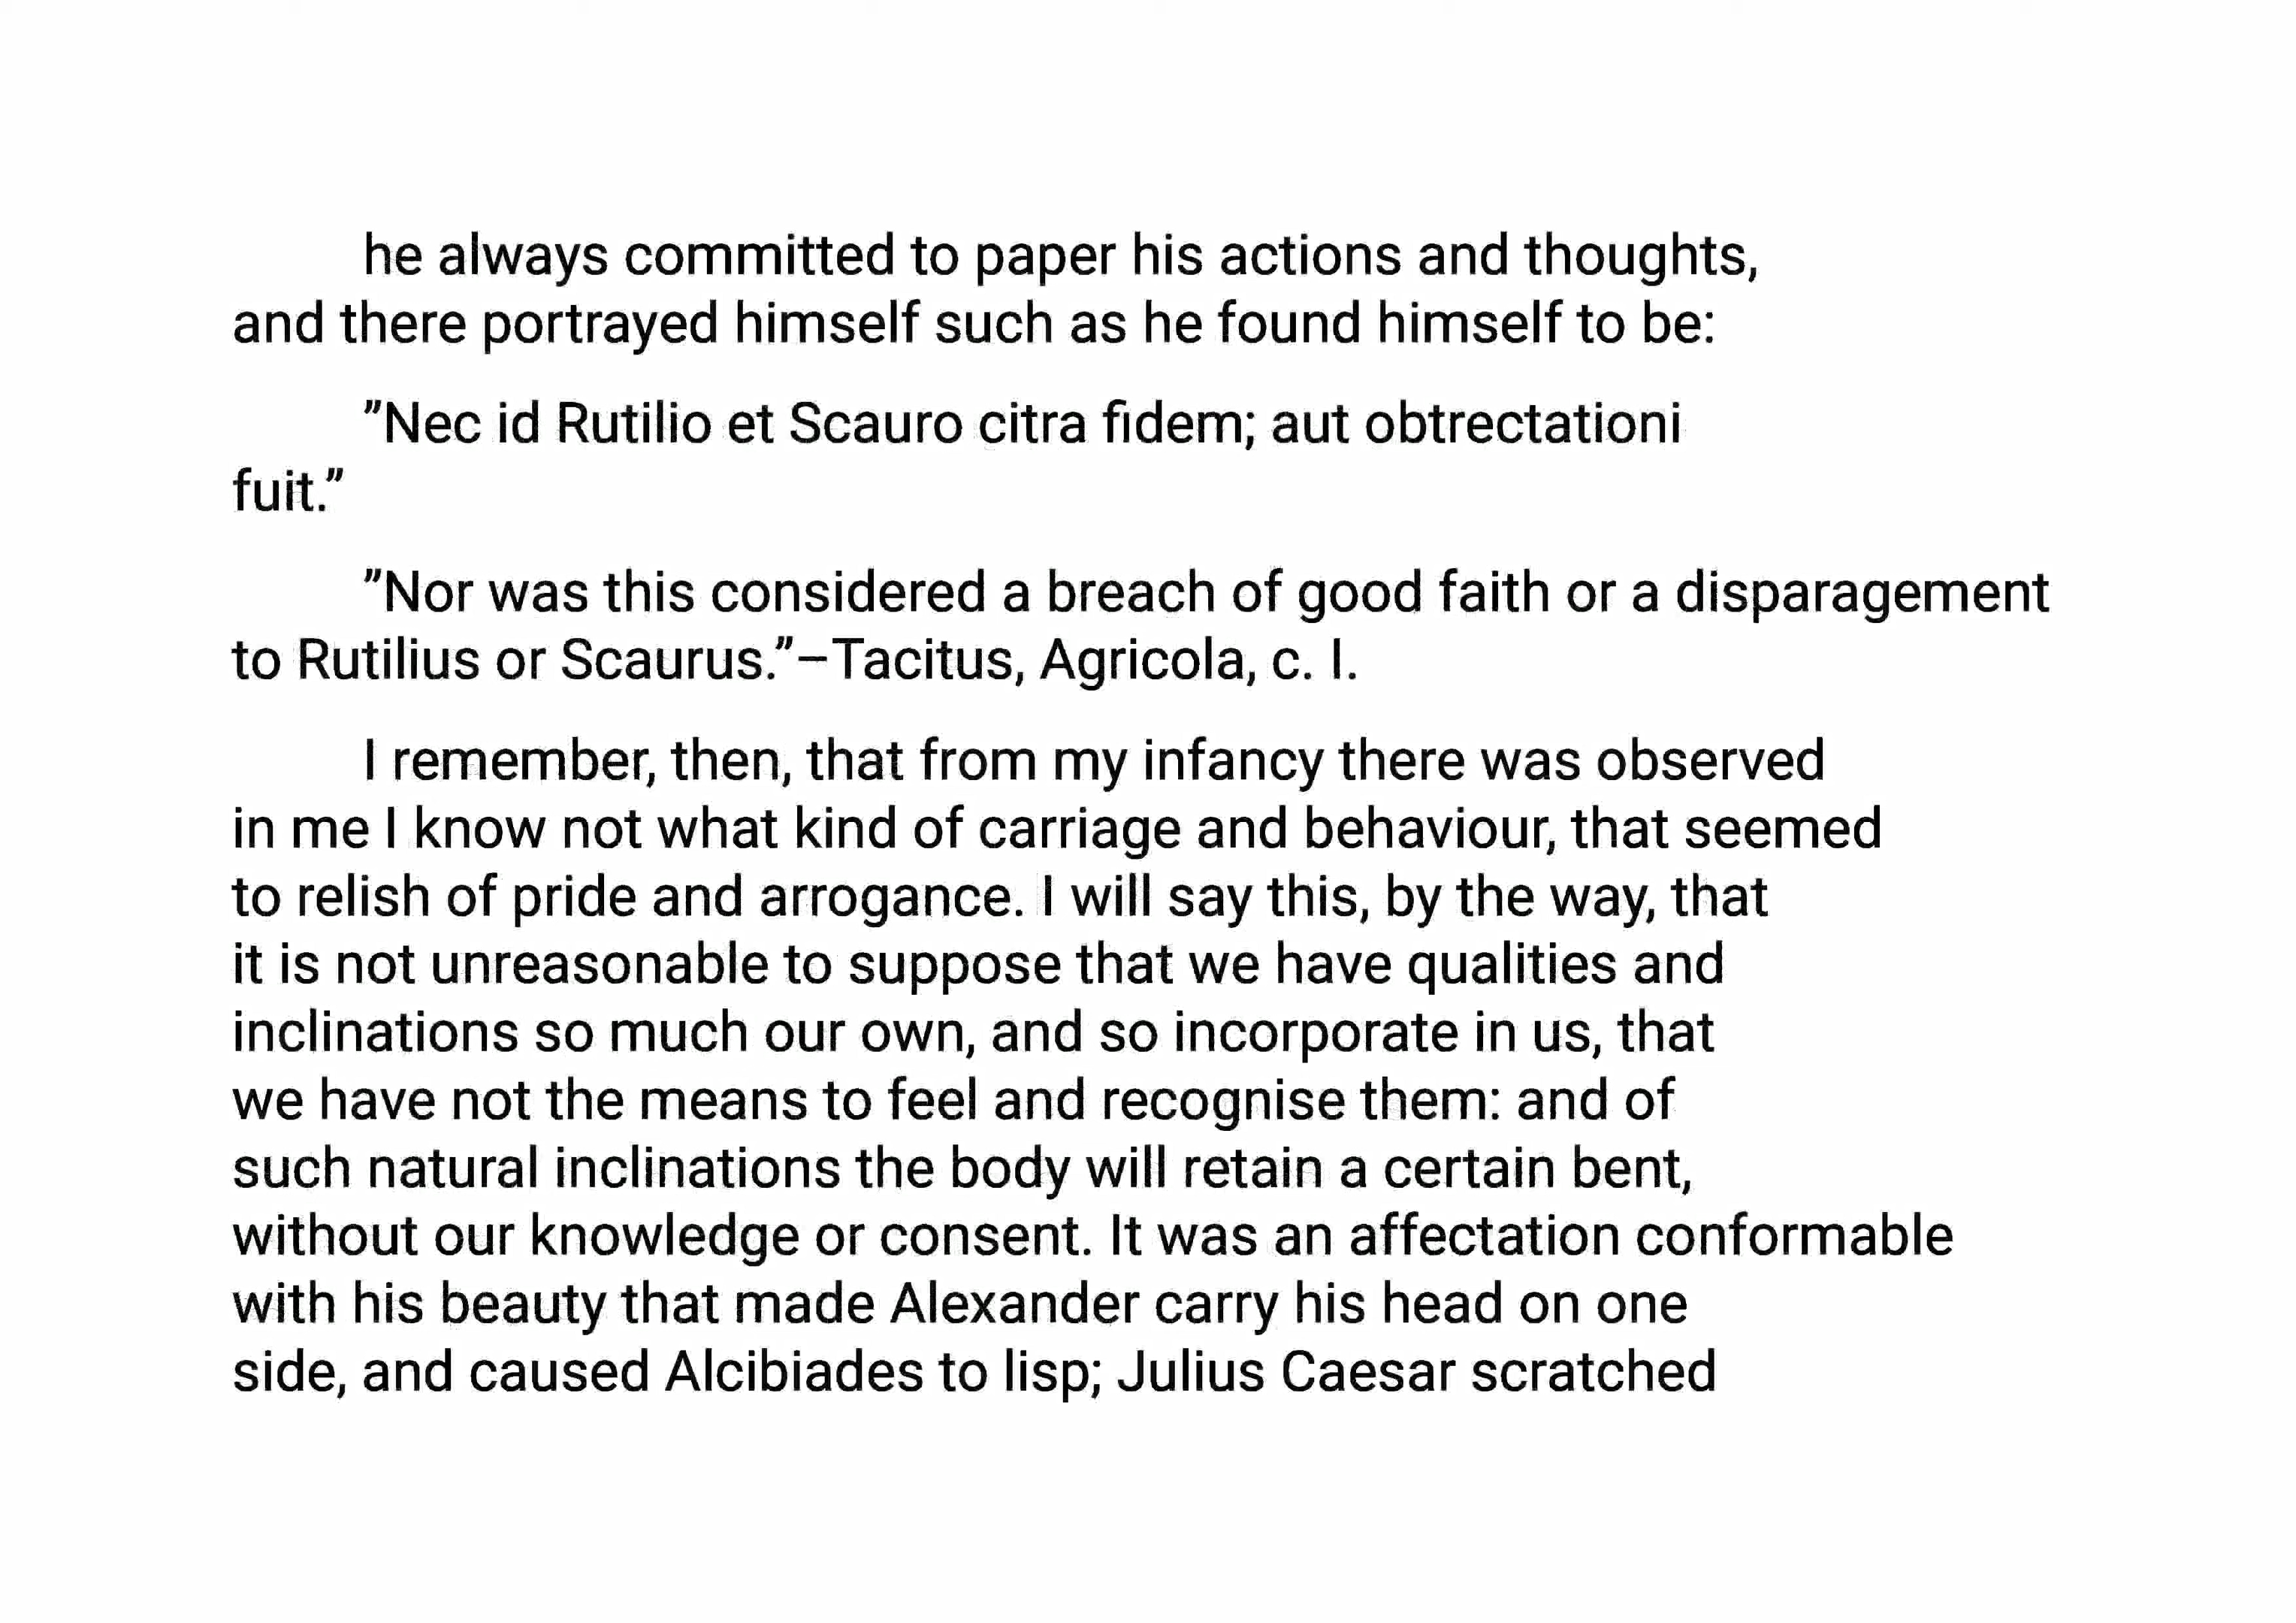 he always committed to paper his actions and thoughts,
and there portrayed himself such as he found himself to be:
”Nec id Rutilio et Scauro citra fidem; aut obtrectationi
fuit.”
”Nor was this considered a breach of good faith or a disparagement
to Rutilius or Scaurus.”–Tacitus, Agricola, c. I.
I remember, then, that from my infancy there was observed
in me I know not what kind of carriage and behaviour, that seemed
to relish of pride and arrogance. I will say this, by the way, that
it is not unreasonable to suppose that we have qualities and
inclinations so much our own, and so incorporate in us, that
we have not the means to feel and recognise them: and of
such natural inclinations the body will retain a certain bent,
without our knowledge or consent. It was an affectation conformable
with his beauty that made Alexander carry his head on one
side, and caused Alcibiades to lisp; Julius Caesar scratched